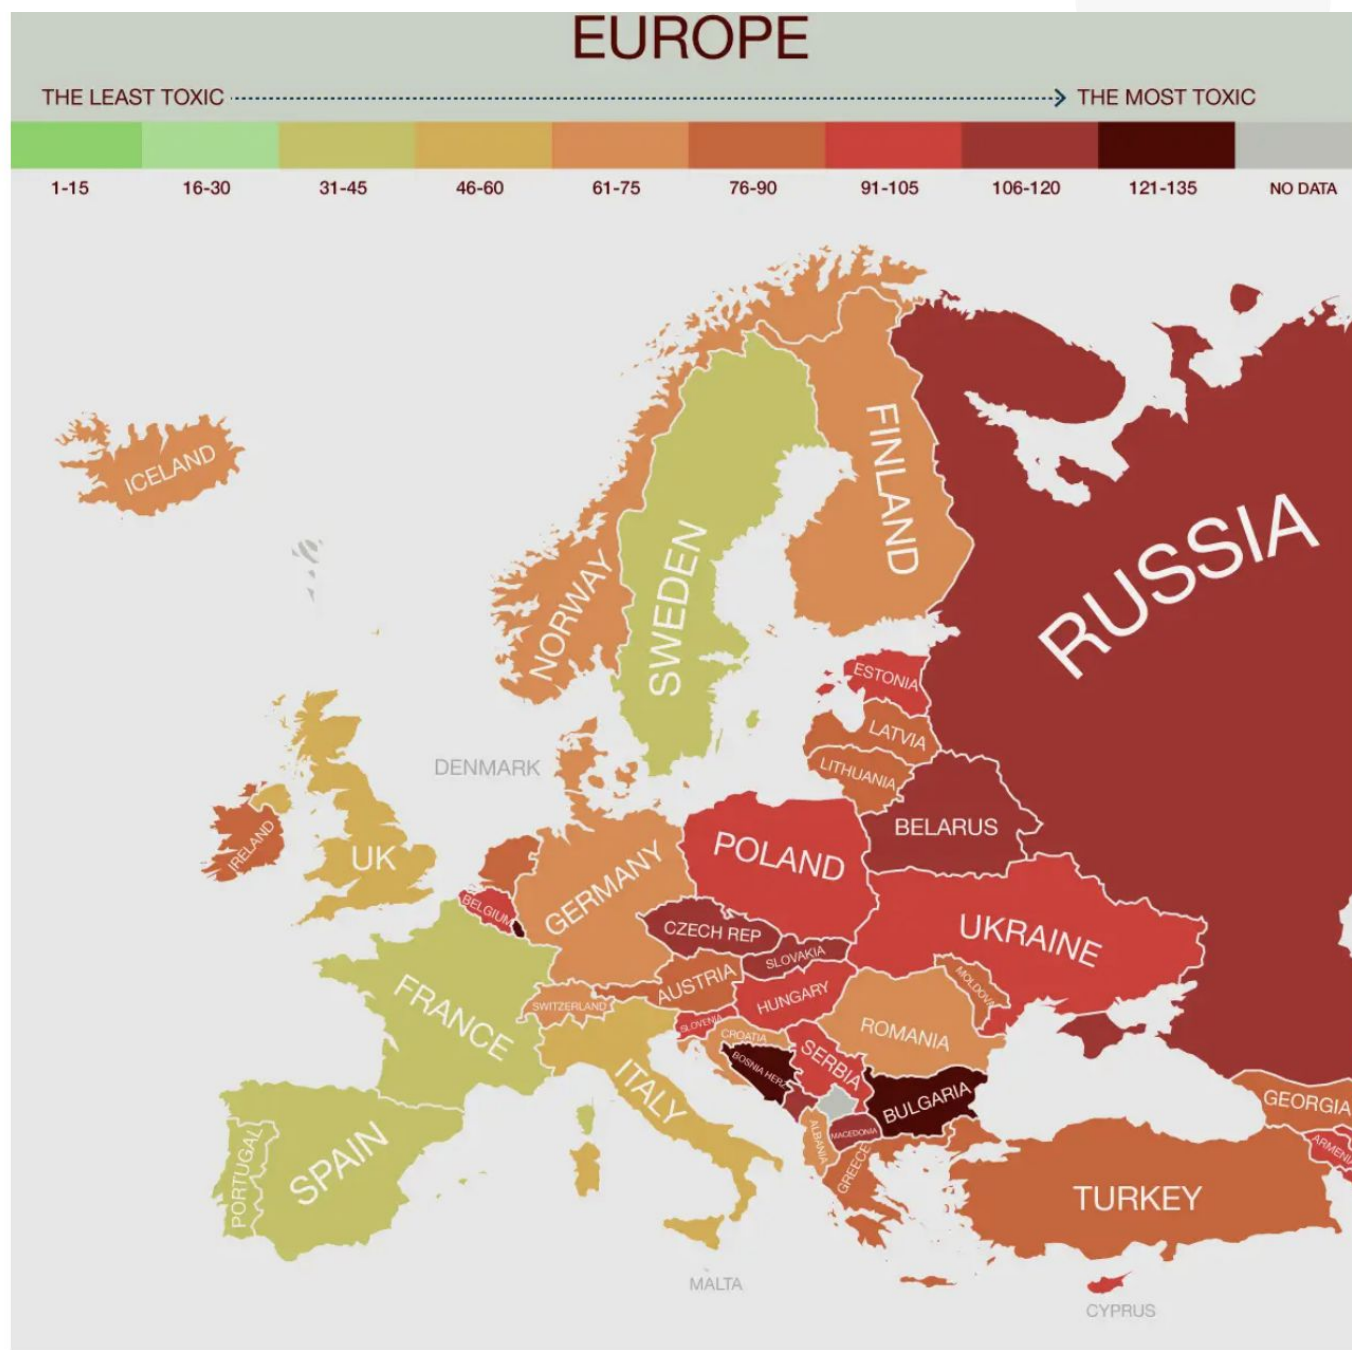 EUROPE
THE LEAST TOXIC
THE MOST TOXIC
1-15
16-30
31-45
46-60
61-75
76-90
91-105
106-120
121-135
NO DATA
ICELAND
FINLAND
RUSSIA
NORWAY
SWEDEN
ESTONIA
LATVIA
DENMARK
LITHUANIA
IRELAND
UK
BELARUS
POLAND
GERMANY
BELGIUM
CZECH REP
UKRAINE
SLOVAKIA
AUSTRIA
FRANCE
SWITZERLAND
HUNGARY
MOLDOVA
SLOVENIA
CROATIA
ROMANIA
ITALY
BOSNIA HERZ
SERBIA
BULGARIA
GEORGIA
MACEDONIA
ALBANIA
ARMENIA
SPAIN
PORTUGAL
GREECE
TURKEY
MALTA
CYPRUS